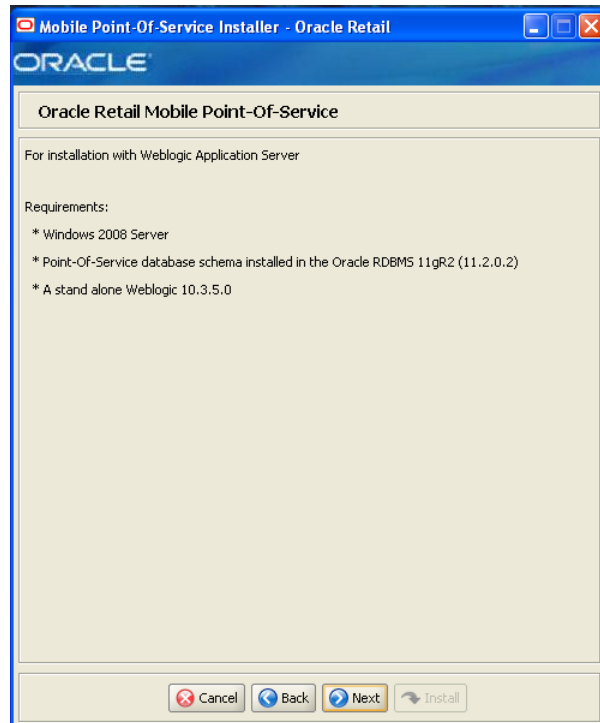 Mobile Point-Of-Service Installer - Oracle Retail
ORACLE
Oracle Retail Mobile Point-Of-Service
For installation with Weblogic Application Server
Requirements:
* Windows 2008 Server
* Point-Of-Service database schema installed in the Oracle RDBMS 11gR2 (11.2.0.2)
* A stand alone Weblogic 10.3.5.0
Cancel Back Next Install